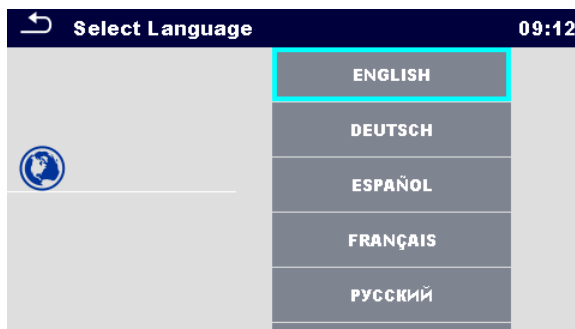 Select Language 09:12
ENGLISH
DEUTSCH
ESPAÑOL
FRANÇAIS
РУССКИЙ